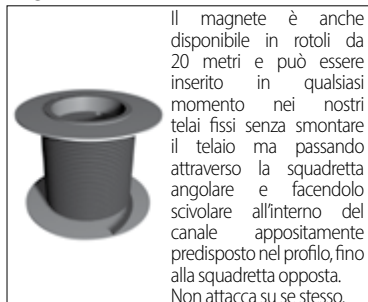 Il magnete è anche
disponibile in rotoli da
20 metri e può essere
inserito in qualsiasi
momento nei nostri
telai fissi senza smontare
il telaio ma passando
attraverso la squadretta
angolare e facendolo
scivolare all'interno del
canale appositamente
predisposto nel profilo, fino
alla squadretta opposta.
Non attacca su se stesso.